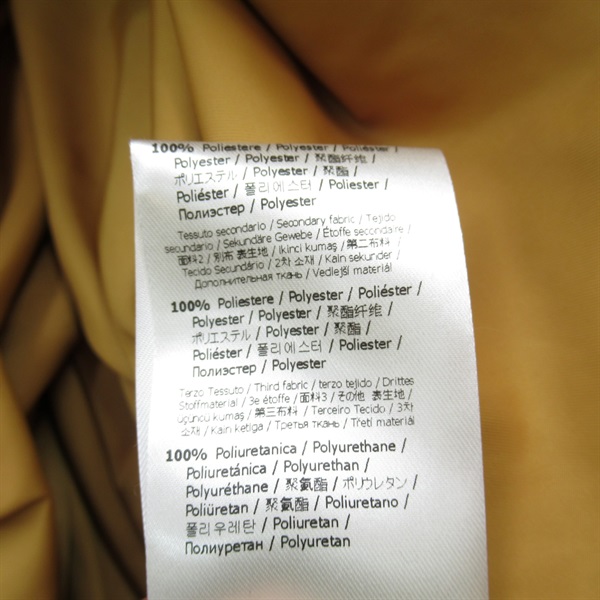 100% Poliestere / Polyester / Poliéster /
Polyester / Polyester / 聚酯纤维 /
ポリエステル / Polyester / 聚酯 /
Poliéster / 폴리에스터 / Poliester /
Полиэстер / Polyester
Tessuto secondario / Secondary fabric / Tejido
secundario / Sekundäre Gewebe / Étoffe secondaire /
面料2 / 別布 表生地 / Ikinci kumaş / 第二布料 /
Tecido Secundário / 2차 소재 / Kain sekunder /
Дополнительная ткань / Vedlejší materiál
100% Poliestere / Polyester / Poliéster /
Polyester / Polyester / 聚酯纤维 /
ポリエステル / Polyester / 聚酯 /
Poliéster / 폴리에스터 / Poliester /
Полиэстер / Polyester
Terzo Tessuto / Third fabric / terzo tejido / Drittes
Stoffmaterial / 3e étoffe / 面料3 / その他 表生地 /
üçüncü kumaş / 第三布料 / Terceiro Tecido / 3차
소재 / Kain ketiga / Третья ткань / Třetí materiál
100% Poliuretanica / Polyurethane /
Poliuretánica / Polyurethan /
Polyuréthane / 聚氨酯 / ポリウレタン /
Poliüretan / 聚氨酯 / Poliuretano /
폴리우레탄 / Poliuretan /
Полиуретан / Polyuretan